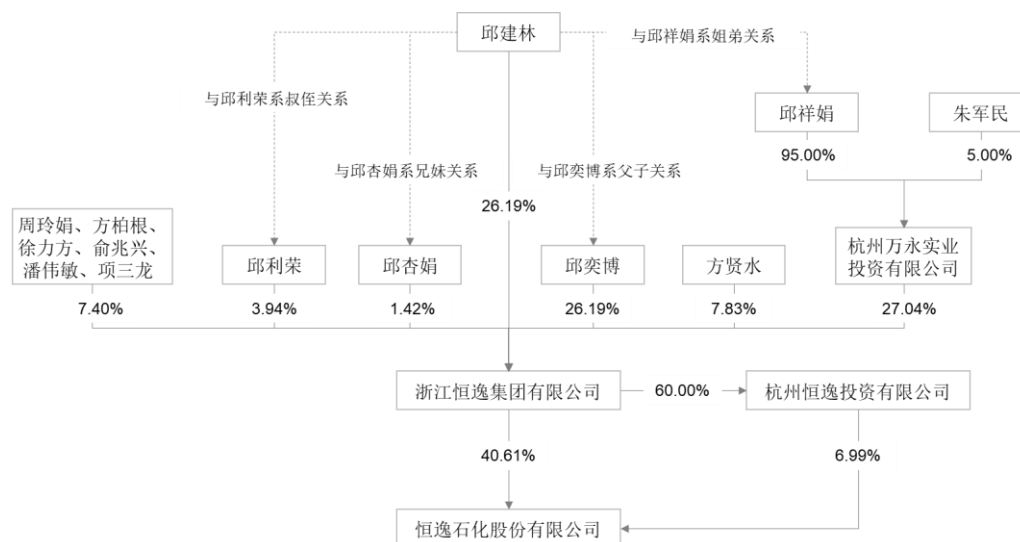 邱建林
与邱祥娟系姐弟关系
与邱利荣系叔侄关系
邱祥娟
朱军民
95.00%
5.00%
与邱杏娟系兄妹关系
与邱奕博系父子关系
26.19%
周玲娟、方柏根、
徐力方、俞兆兴、
潘伟敏、项三龙
邱利荣
邱杏娟
邱奕博
方贤水
杭州万永实业
投资有限公司
7.40%
3.94%
1.42%
26.19%
7.83%
27.04%
浙江恒逸集团有限公司
60.00%
杭州恒逸投资有限公司
40.61%
6.99%
恒逸石化股份有限公司